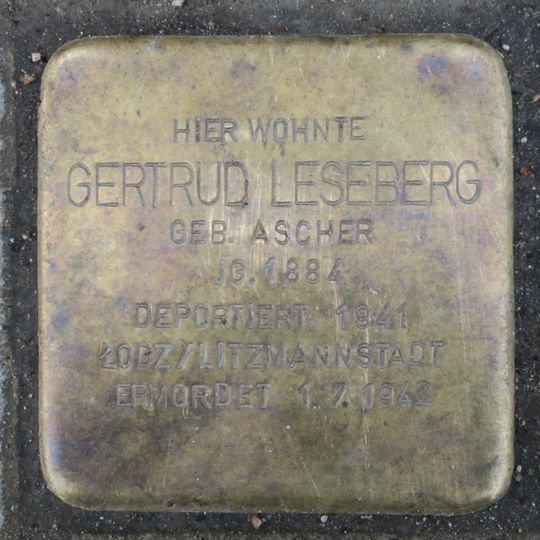 HIER WOHNTE
GERTRUD LESEBERG
GEB. ASCHER
JG. 1884
DEPORTIERT 1941
ŁODZ/LITZMANNSTADT
ERMORDET 1.7.1942